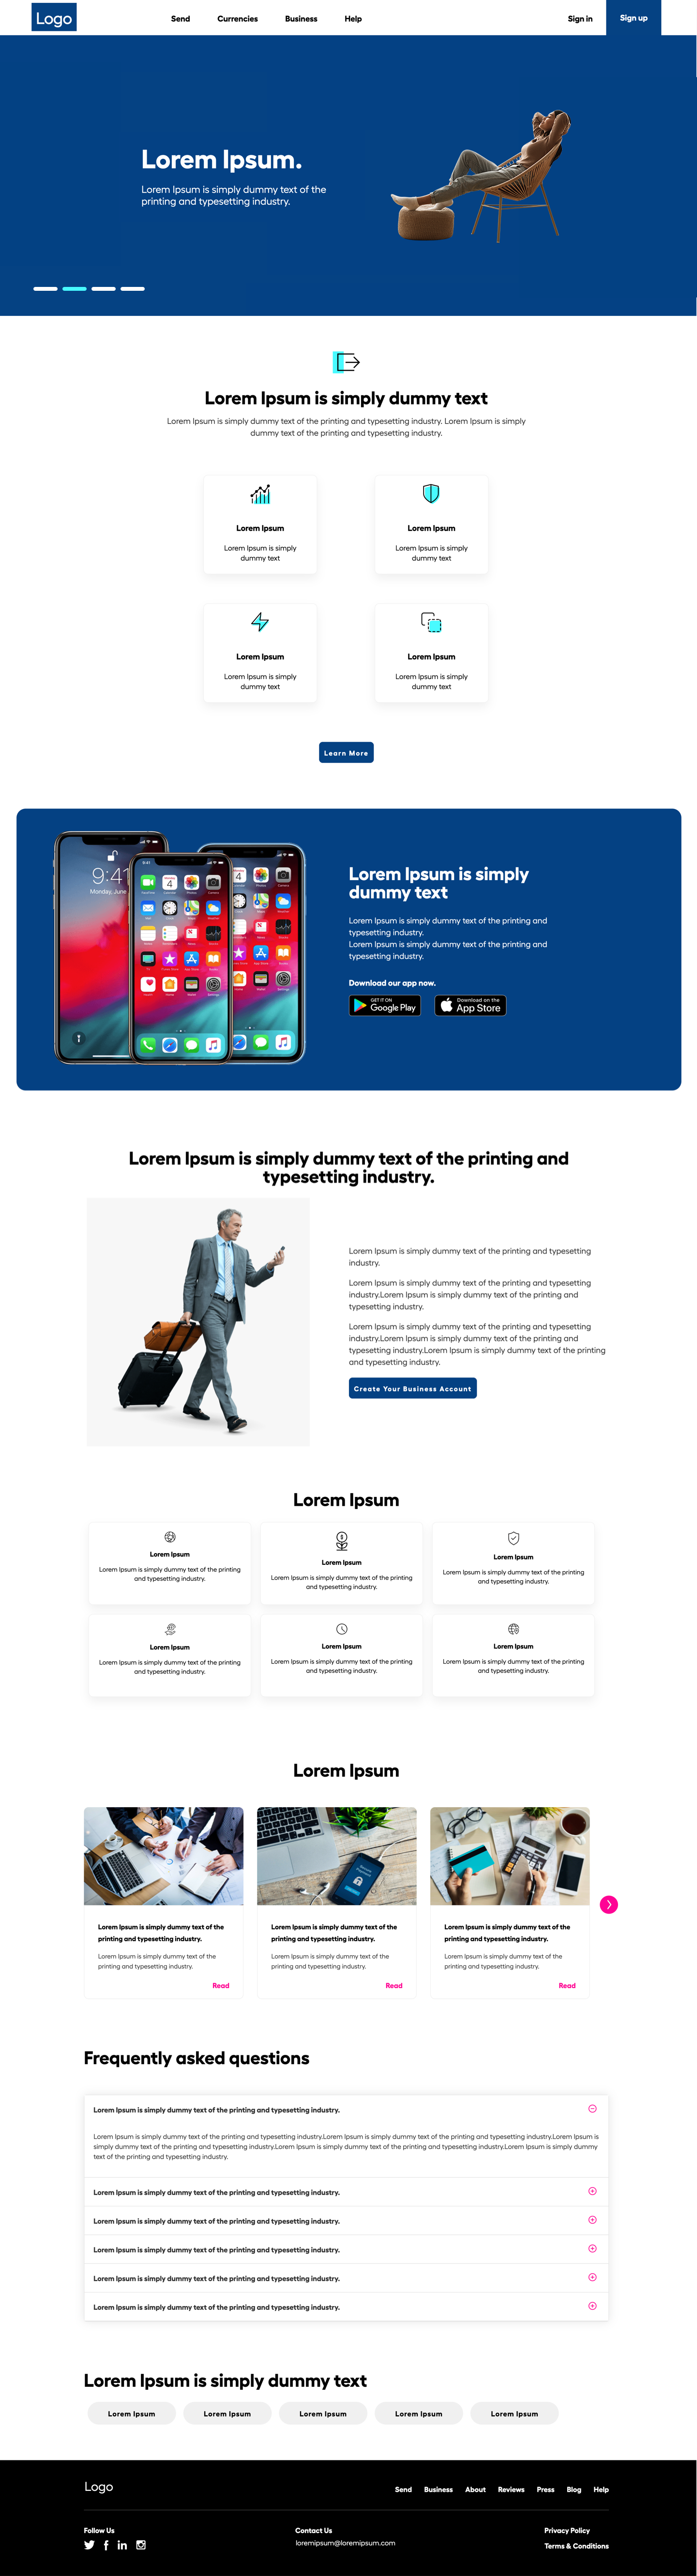 Logo
Send Currencies Business Help
Sign in Sign up
Lorem Ipsum.
Lorem Ipsum is simply dummy text of the
printing and typesetting industry.
Lorem Ipsum is simply dummy text
Lorem Ipsum is simply dummy text of the printing and typesetting industry. Lorem Ipsum is simply
dummy text of the printing and typesetting industry.
Lorem Ipsum
Lorem Ipsum is simply
dummy text
Lorem Ipsum
Lorem Ipsum is simply
dummy text
Lorem Ipsum
Lorem Ipsum is simply
dummy text
Lorem Ipsum
Lorem Ipsum is simply
dummy text
Learn More
9:41
Monday, June
9:41
Lorem Ipsum is simply
dummy text
Lorem Ipsum is simply dummy text of the printing and
typesetting industry.
Lorem Ipsum is simply dummy text of the printing and
typesetting industry.
Download our app now.
GET IT ON
Google Play
Download on the
App Store
Lorem Ipsum is simply dummy text of the printing and
typesetting industry.
Lorem Ipsum is simply dummy text of the printing and typesetting
industry.
Lorem Ipsum is simply dummy text of the printing and typesetting
industry.Lorem Ipsum is simply dummy text of the printing and
typesetting industry.
Lorem Ipsum is simply dummy text of the printing and typesetting
industry.Lorem Ipsum is simply dummy text of the printing and
typesetting industry.Lorem Ipsum is simply dummy text of the printing
and typesetting industry.
Create Your Business Account
Lorem Ipsum
Lorem Ipsum
Lorem Ipsum is simply dummy text of the printing
and typesetting industry.
Lorem Ipsum
Lorem Ipsum is simply dummy text of the printing
and typesetting industry.
Lorem Ipsum
Lorem Ipsum is simply dummy text of the printing
and typesetting industry.
Lorem Ipsum
Lorem Ipsum is simply dummy text of the printing
and typesetting industry.
Lorem Ipsum
Lorem Ipsum is simply dummy text of the printing
and typesetting industry.
Lorem Ipsum
Lorem Ipsum is simply dummy text of the printing
and typesetting industry.
Lorem Ipsum
Lorem Ipsum is simply dummy text of the
printing and typesetting industry.
Lorem Ipsum is simply dummy text of the
printing and typesetting industry.
Read
Lorem Ipsum is simply dummy text of the
printing and typesetting industry.
Lorem Ipsum is simply dummy text of the
printing and typesetting industry.
Read
Lorem Ipsum is simply dummy text of the
printing and typesetting industry.
Lorem Ipsum is simply dummy text of the
printing and typesetting industry.
Read
Frequently asked questions
Lorem Ipsum is simply dummy text of the printing and typesetting industry.
Lorem Ipsum is simply dummy text of the printing and typesetting industry.Lorem Ipsum is simply dummy text of the printing and typesetting industry.Lorem Ipsum is
simply dummy text of the printing and typesetting industry.Lorem Ipsum is simply dummy text of the printing and typesetting industry.Lorem Ipsum is simply dummy
text of the printing and typesetting industry.
Lorem Ipsum is simply dummy text of the printing and typesetting industry.
Lorem Ipsum is simply dummy text of the printing and typesetting industry.
Lorem Ipsum is simply dummy text of the printing and typesetting industry.
Lorem Ipsum is simply dummy text of the printing and typesetting industry.
Lorem Ipsum is simply dummy text of the printing and typesetting industry.
Lorem Ipsum is simply dummy text
Lorem Ipsum Lorem Ipsum Lorem Ipsum Lorem Ipsum Lorem Ipsum
Logo
Send Business About Reviews Press Blog Help
Follow Us
Contact Us
loremipsum@loremipsum.com
Privacy Policy
Terms & Conditions